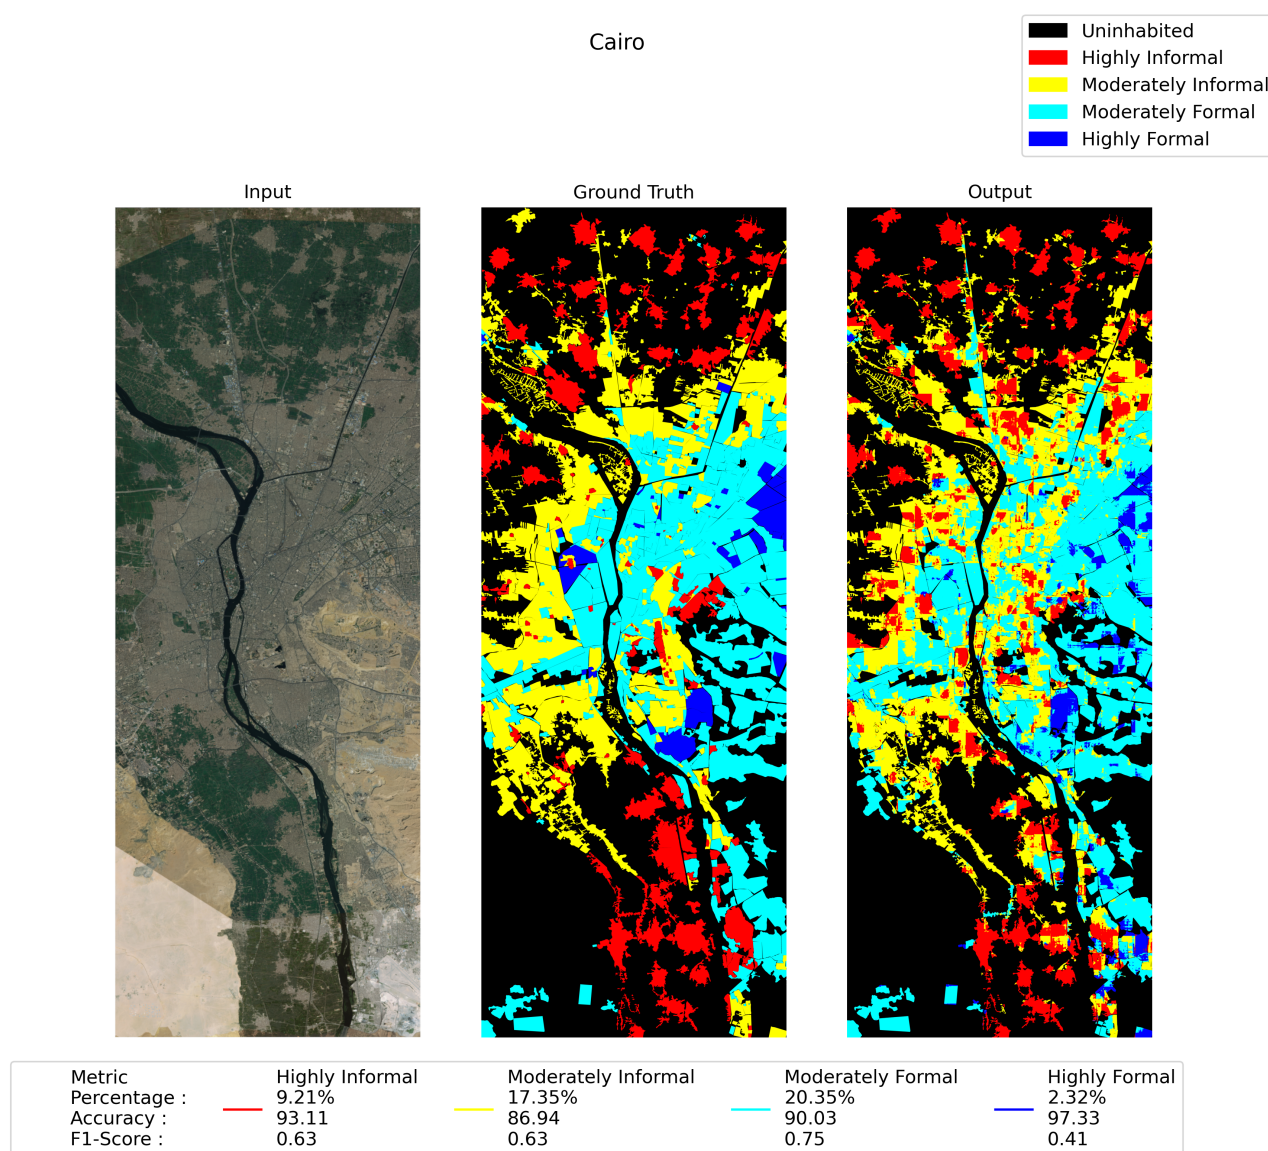 Cairo
Uninhabited
Highly Informal
Moderately Informal
Moderately Formal
Highly Formal
Input
Ground Truth
Output
Metric Highly Informal Moderately Informal Moderately Formal Highly Formal
Percentage : 9.21% 17.35% 20.35% 2.32%
Accuracy : 93.11 86.94 90.03 97.33
F1-Score : 0.63 0.63 0.75 0.41